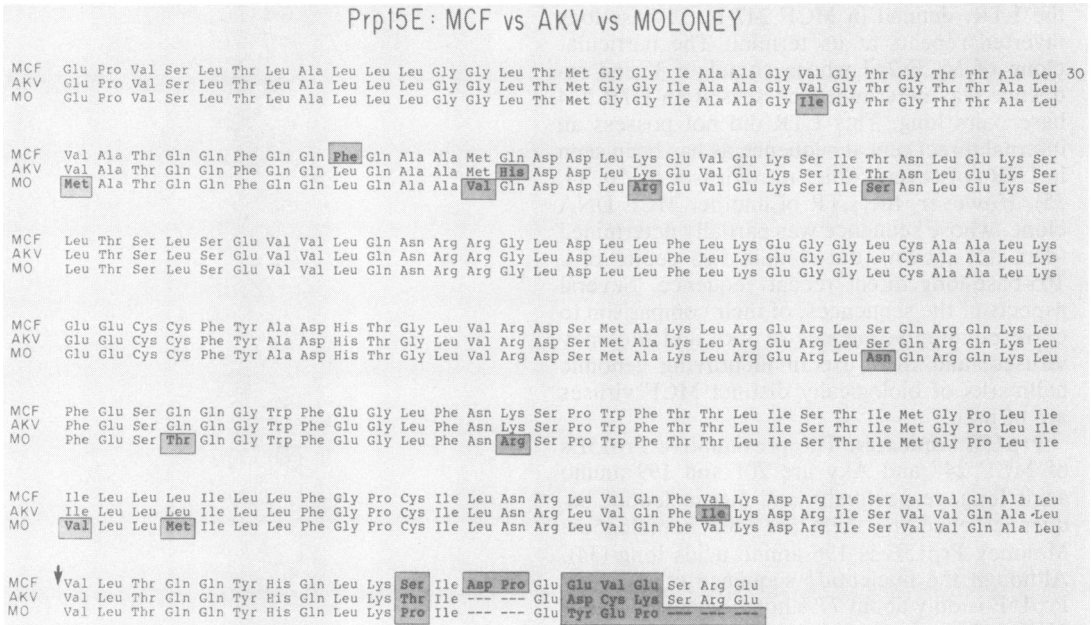 Prp15E: MCF vs AKV vs MOLONEY
MCF Glu Pro Val Ser Leu Thr Leu Ala Leu Leu Leu Gly Gly Leu Thr Met Gly Gly Ile Ala Ala Gly Val Gly Thr Gly Thr Thr Ala Leu 30
AKV Glu Pro Val Ser Leu Thr Leu Ala Leu Leu Leu Gly Gly Leu Thr Met Gly Gly Ile Ala Ala Gly Val Gly Thr Gly Thr Thr Ala Leu
MO Glu Pro Val Ser Leu Thr Leu Ala Leu Leu Leu Gly Gly Leu Thr Met Gly Gly Ile Ala Ala Gly Ile Gly Thr Gly Thr Thr Ala Leu
MCF Val Ala Thr Gln Gln Phe Gln Gln Phe Gln Ala Ala Met Gln Asp Asp Leu Lys Glu Val Glu Lys Ser Ile Thr Asn Leu Glu Lys Ser
AKV Val Ala Thr Gln Gln Phe Gln Gln Leu Gln Ala Ala Met His Asp Asp Leu Lys Glu Val Glu Lys Ser Ile Thr Asn Leu Glu Lys Ser
MO Met Ala Thr Gln Gln Phe Gln Gln Leu Gln Ala Ala Val Gln Asp Asp Leu Arg Glu Val Glu Lys Ser Ile Ser Asn Leu Glu Lys Ser
MCF Leu Thr Ser Leu Ser Glu Val Val Leu Gln Asn Arg Arg Gly Leu Asp Leu Leu Phe Leu Lys Glu Gly Gly Leu Cys Ala Ala Leu Lys
AKV Leu Thr Ser Leu Ser Glu Val Val Leu Gln Asn Arg Arg Gly Leu Asp Leu Leu Phe Leu Lys Glu Gly Gly Leu Cys Ala Ala Leu Lys
MO Leu Thr Ser Leu Ser Glu Val Val Leu Gln Asn Arg Arg Gly Leu Asp Leu Leu Phe Leu Lys Glu Gly Gly Leu Cys Ala Ala Leu Lys
MCF Glu Glu Cys Cys Phe Tyr Ala Asp His Thr Gly Leu Val Arg Asp Ser Met Ala Lys Leu Arg Glu Arg Leu Ser Gln Arg Gln Lys Leu
AKV Glu Glu Cys Cys Phe Tyr Ala Asp His Thr Gly Leu Val Arg Asp Ser Met Ala Lys Leu Arg Glu Arg Leu Ser Gln Arg Gln Lys Leu
MO Glu Glu Cys Cys Phe Tyr Ala Asp His Thr Gly Leu Val Arg Asp Ser Met Ala Lys Leu Arg Glu Arg Leu Asn Gln Arg Gln Lys Leu
MCF Phe Glu Ser Gln Gln Gly Trp Phe Glu Gly Leu Phe Asn Lys Ser Pro Trp Phe Thr Thr Leu Ile Ser Thr Ile Met Gly Pro Leu Ile
AKV Phe Glu Ser Gln Gln Gly Trp Phe Glu Gly Leu Phe Asn Lys Ser Pro Trp Phe Thr Thr Leu Ile Ser Thr Ile Met Gly Pro Leu Ile
MO Phe Glu Ser Thr Gln Gly Trp Phe Glu Gly Leu Phe Asn Arg Ser Pro Trp Phe Thr Thr Leu Ile Ser Thr Ile Met Gly Pro Leu Ile
MCF Ile Leu Leu Leu Ile Leu Leu Phe Gly Pro Cys Ile Leu Asn Arg Leu Val Gln Phe Val Lys Asp Arg Ile Ser Val Val Gln Ala Leu
AKV Ile Leu Leu Leu Ile Leu Leu Phe Gly Pro Cys Ile Leu Asn Arg Leu Val Gln Phe Ile Lys Asp Arg Ile Ser Val Val Gln Ala Leu
MO Val Leu Leu Met Ile Leu Leu Phe Gly Pro Cys Ile Leu Asn Arg Leu Val Gln Phe Val Lys Asp Arg Ile Ser Val Val Gln Ala Leu
MCF Val Leu Thr Gln Gln Tyr His Gln Leu Lys Ser Ile Asp Pro Glu Glu Val Glu Ser Arg Glu
AKV Val Leu Thr Gln Gln Tyr His Gln Leu Lys Thr Ile --- --- Glu Asp Cys Lys Ser Arg Glu
MO Val Leu Thr Gln Gln Tyr His Gln Leu Lys Pro Ile --- --- Glu Tyr Glu Pro --- --- ---